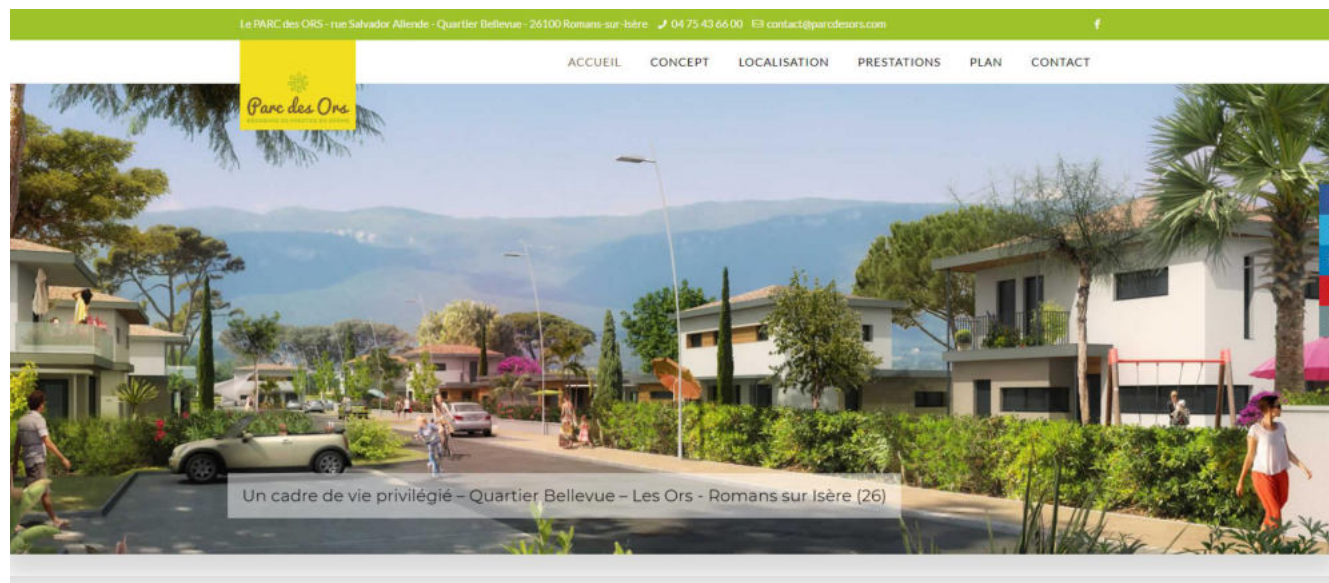 Le PARC des ORS - rue Salvador Allende - Quartier Bellevue - 26100 Romans-sur-Isère 04 75 43 66 00 contact@parcdesors.com
ACCUEIL CONCEPT LOCALISATION PRESTATIONS PLAN CONTACT
Parc des Ors
Un cadre de vie privilégié – Quartier Bellevue – Les Ors - Romans sur Isère (26)